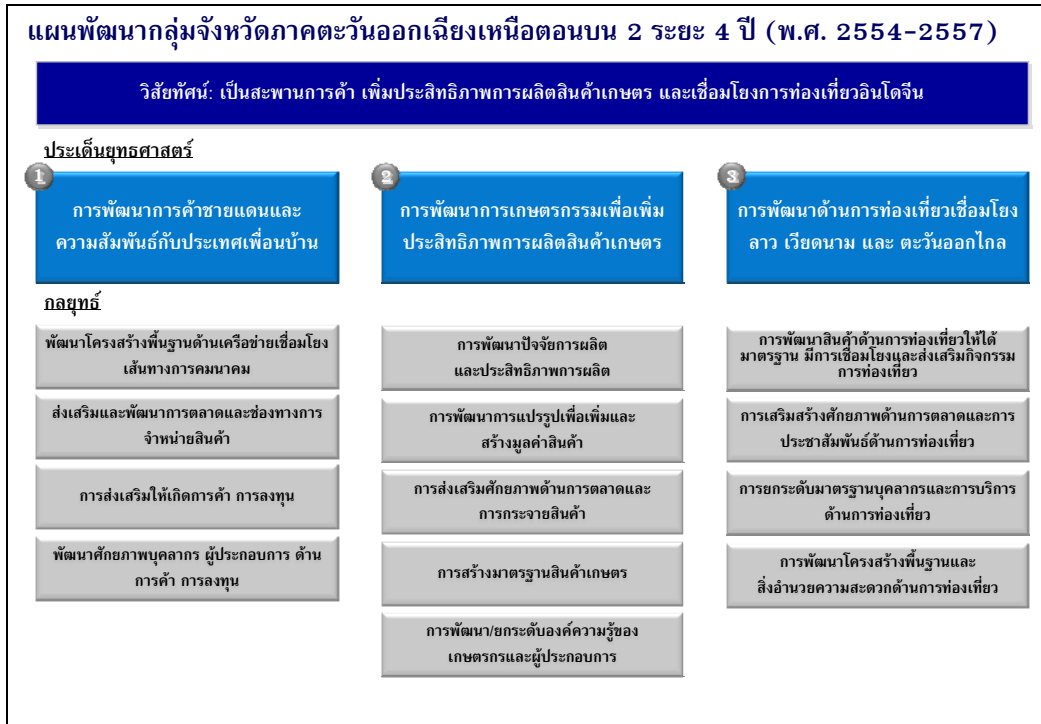 แผนพัฒนากลุ่มจังหวัดภาคตะวันออกเฉียงเหนือตอนบน 2 ระยะ 4 ปี (พ.ศ. 2554-2557)
วิสัยทัศน์: เป็นสะพานการค้า เพิ่มประสิทธิภาพการผลิตสินค้าเกษตร และเชื่อมโยงการท่องเที่ยวอินโดจีน
ประเด็นยุทธศาสตร์
1
การพัฒนาการค้าชายแดนและ
ความสัมพันธ์กับประเทศเพื่อนบ้าน
2
การพัฒนาการเกษตรกรรมเพื่อเพิ่ม
ประสิทธิภาพการผลิตสินค้าเกษตร
3
การพัฒนาด้านการท่องเที่ยวเชื่อมโยง
ลาว เวียดนาม และ ตะวันออกไกล
กลยุทธ์
พัฒนาโครงสร้างพื้นฐานด้านเครือข่ายเชื่อมโยง
เส้นทางการคมนาคม
ส่งเสริมและพัฒนาการตลาดและช่องทางการ
จำหน่ายสินค้า
การส่งเสริมให้เกิดการค้า การลงทุน
พัฒนาศักยภาพบุคลากร ผู้ประกอบการ ด้าน
การค้า การลงทุน
การพัฒนาปัจจัยการผลิต
และประสิทธิภาพการผลิต
การพัฒนาการแปรรูปเพื่อเพิ่มและ
สร้างมูลค่าสินค้า
การส่งเสริมศักยภาพด้านการตลาดและ
การกระจายสินค้า
การสร้างมาตรฐานสินค้าเกษตร
การพัฒนา/ยกระดับองค์ความรู้ของ
เกษตรกรและผู้ประกอบการ
การพัฒนาสินค้าด้านการท่องเที่ยวให้ได้
มาตรฐาน มีการเชื่อมโยงและส่งเสริมกิจกรรม
การท่องเที่ยว
การเสริมสร้างศักยภาพด้านการตลาดและการ
ประชาสัมพันธ์ด้านการท่องเที่ยว
การยกระดับมาตรฐานบุคลากรและการบริการ
ด้านการท่องเที่ยว
การพัฒนาโครงสร้างพื้นฐานและ
สิ่งอำนวยความสะดวกด้านการท่องเที่ยว